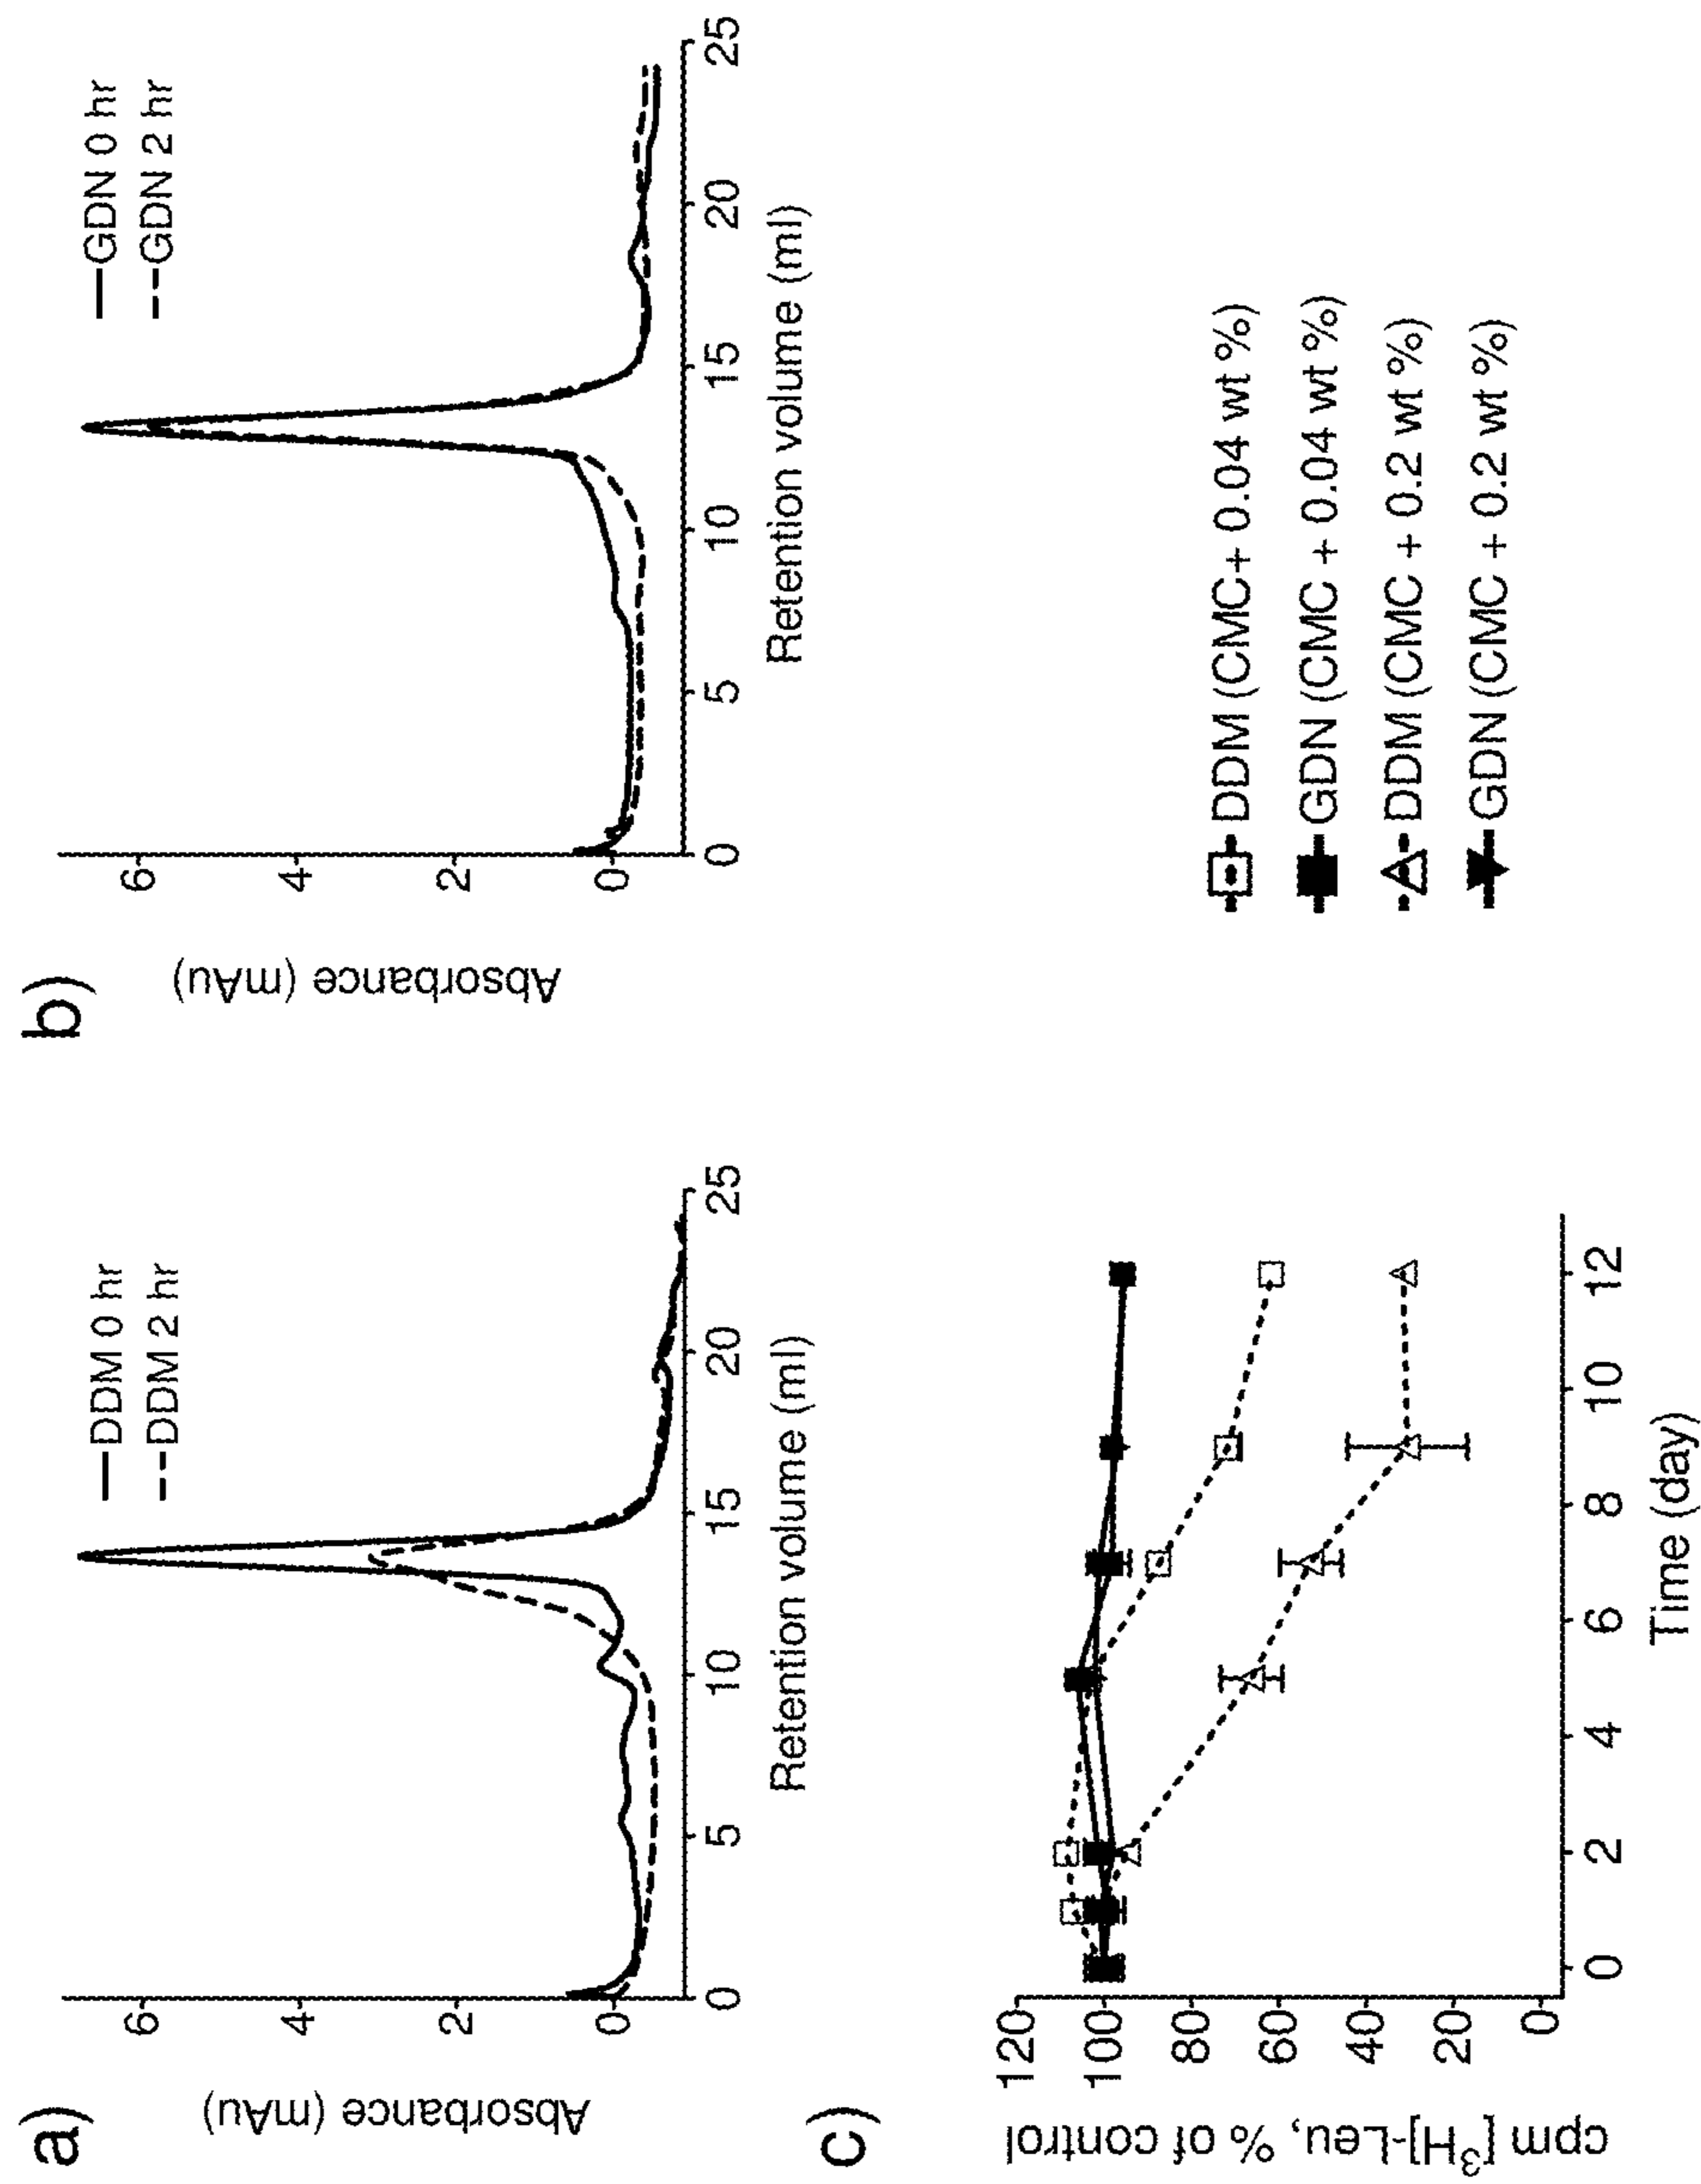 a)
Absorbance (mAu)
6
4
2
0
DDM 0 hr
DDM 2 hr
0 5 10 15 20 25
Retention volume (ml)
b)
Absorbance (mAu)
6
4
2
0
GDN 0 hr
GDN 2 hr
0 5 10 15 20 25
Retention volume (ml)
c)
cpm [³H]-Leu, % of control
120
100
80
60
40
20
0
0 2 4 6 8 10 12
Time (day)
DDM (CMC+ 0.04 wt %)
GDN (CMC + 0.04 wt %)
DDM (CMC + 0.2 wt %)
GDN (CMC + 0.2 wt %)